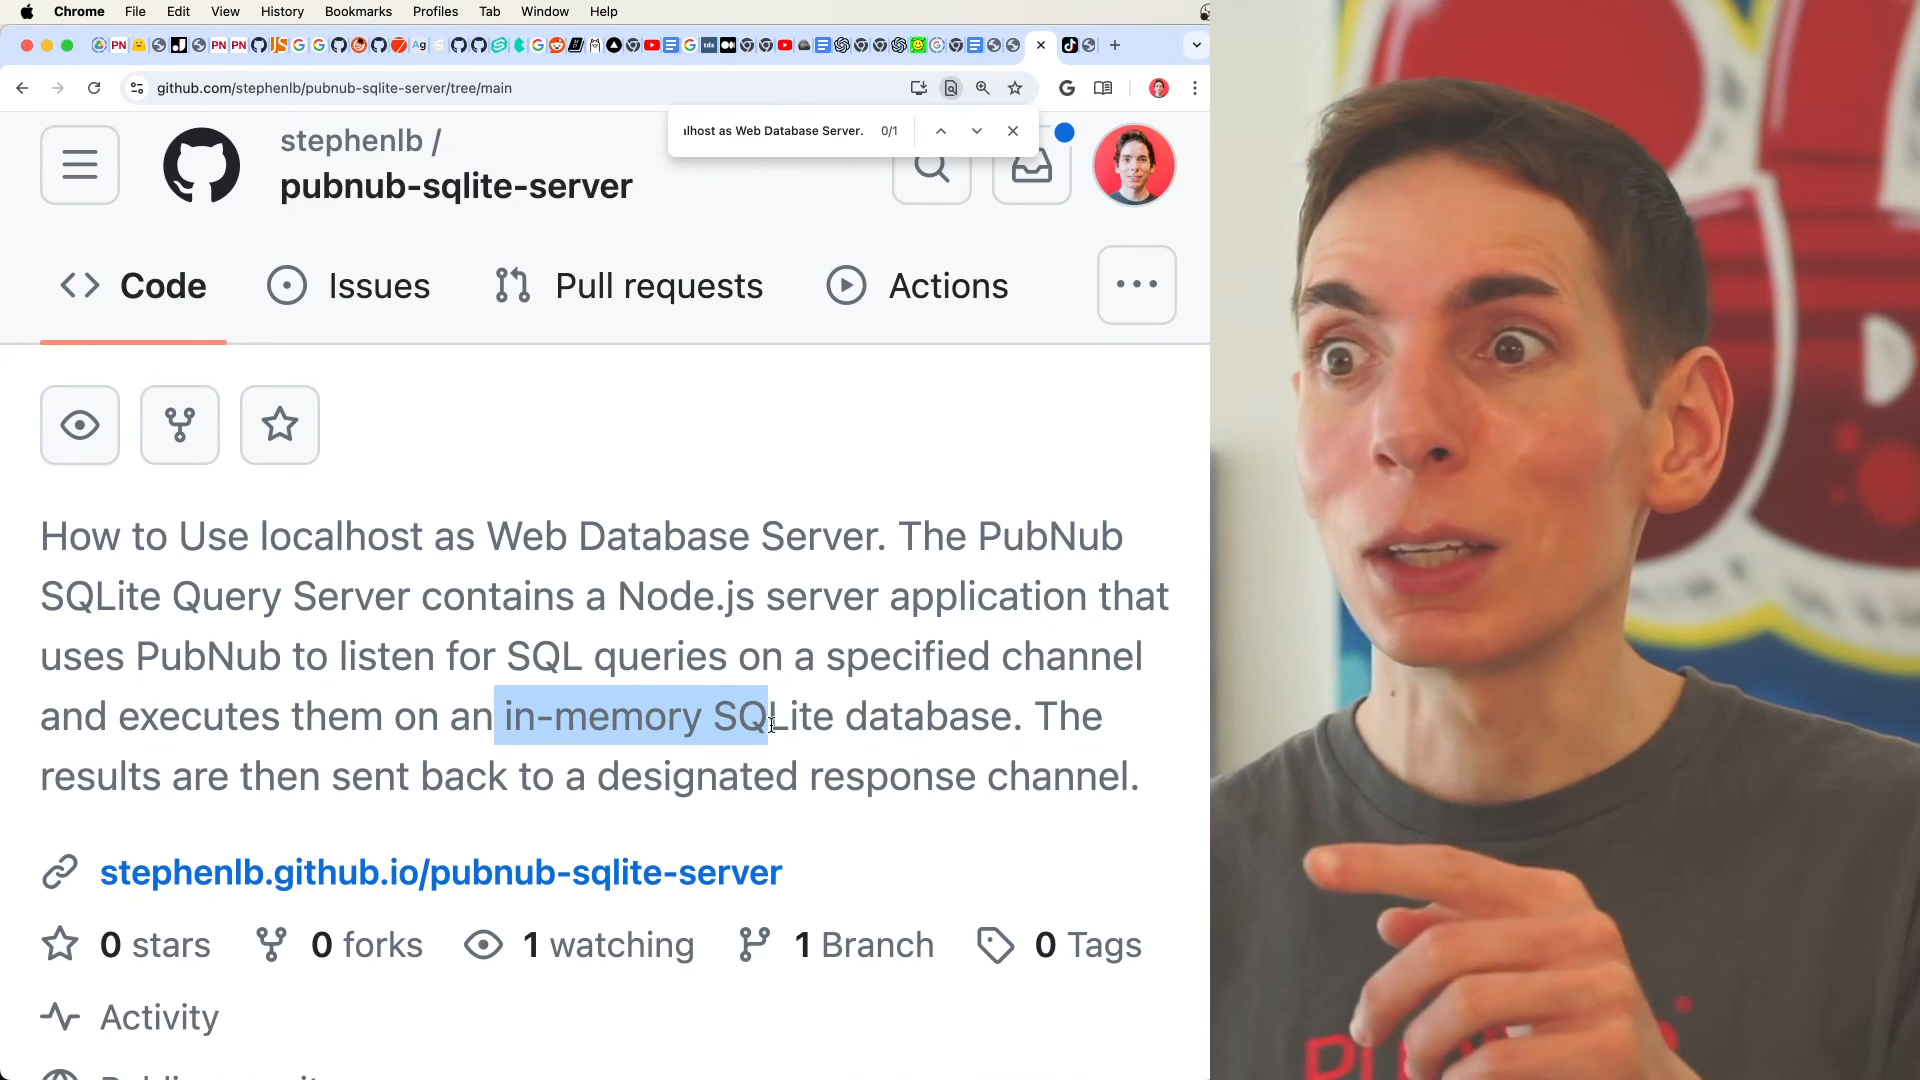 Chrome File Edit View History Bookmarks Profiles Tab Window Help
github.com/stephenlb/pubnub-sqlite-server/tree/main
lhost as Web Database Server. 0/1
stephenlb /
pubnub-sqlite-server
Code Issues Pull requests Actions
How to Use localhost as Web Database Server. The PubNub
SQLite Query Server contains a Node.js server application that
uses PubNub to listen for SQL queries on a specified channel
and executes them on an in-memory SQLite database. The
results are then sent back to a designated response channel.
stephenlb.github.io/pubnub-sqlite-server
0 stars 0 forks 1 watching 1 Branch 0 Tags
Activity